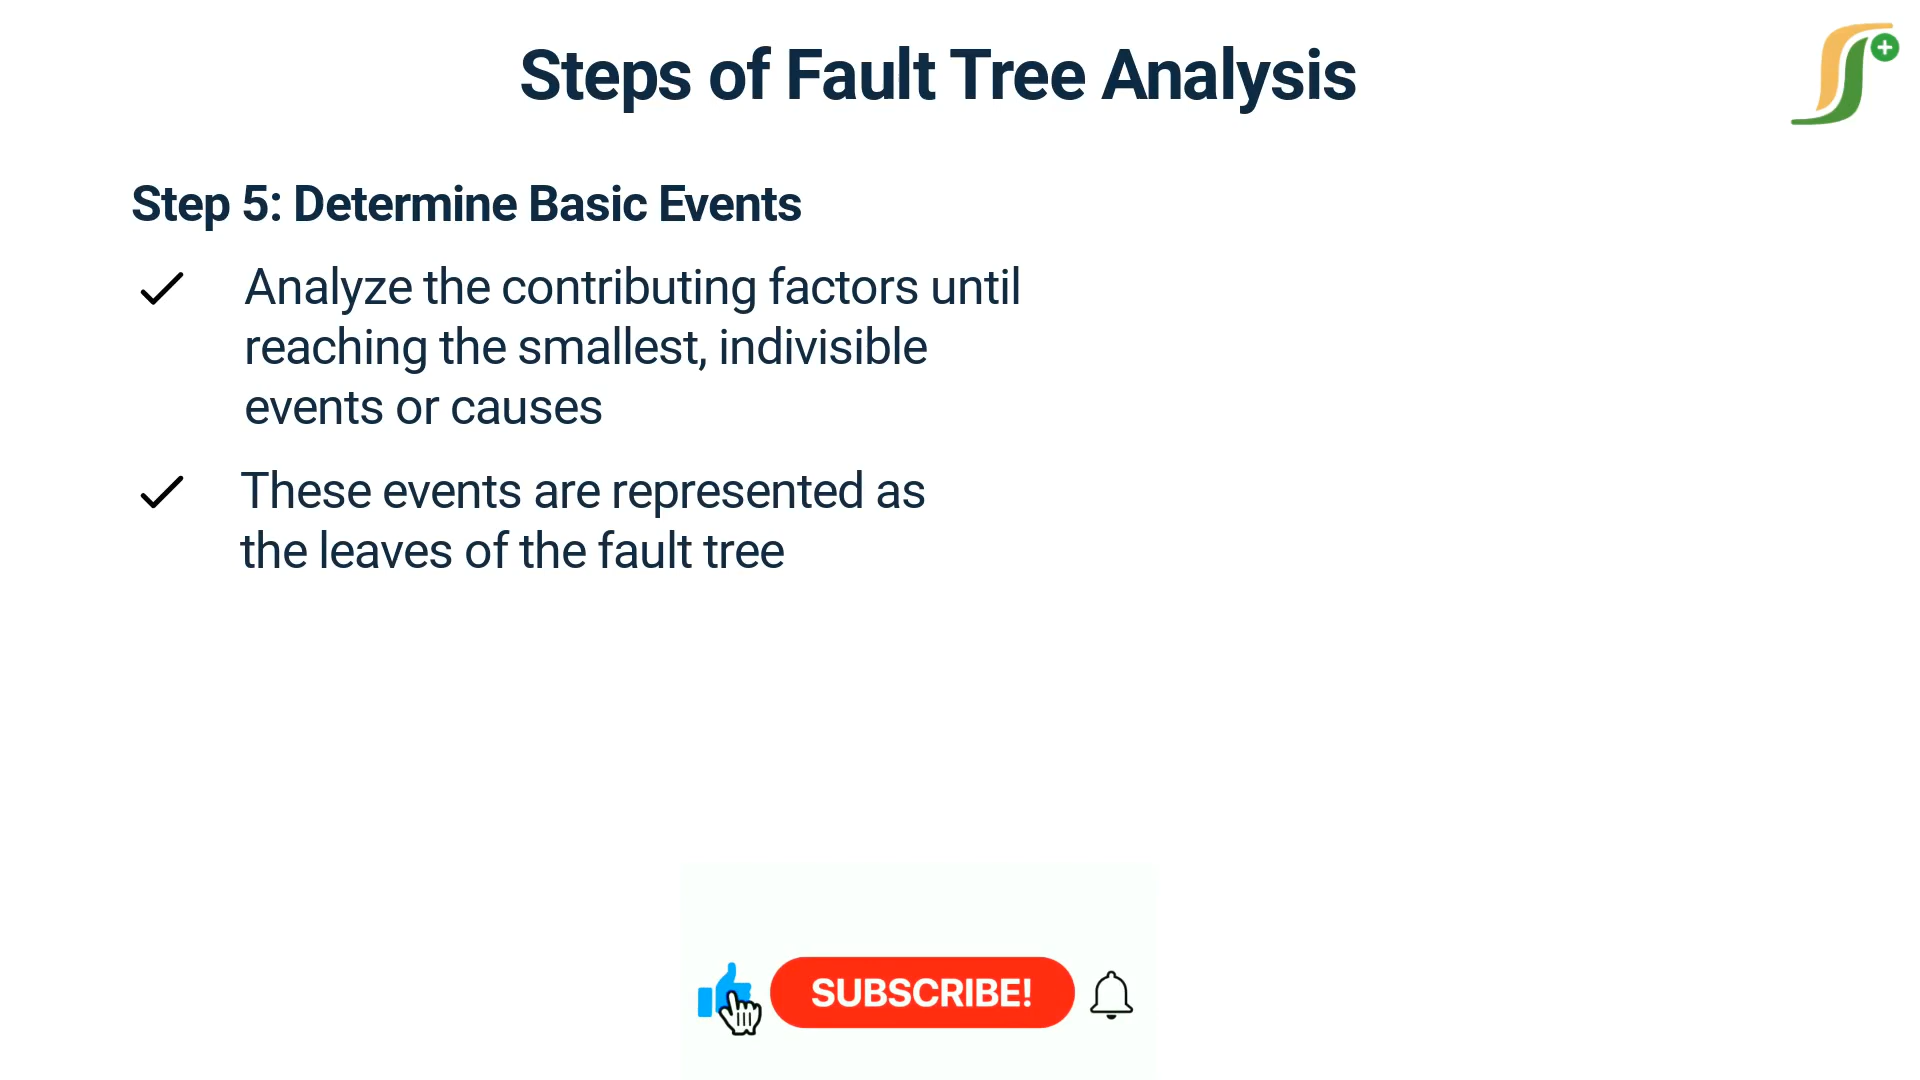 Steps of Fault Tree Analysis
Step 5: Determine Basic Events
Analyze the contributing factors until
reaching the smallest, indivisible
events or causes
These events are represented as
the leaves of the fault tree
SUBSCRIBE!